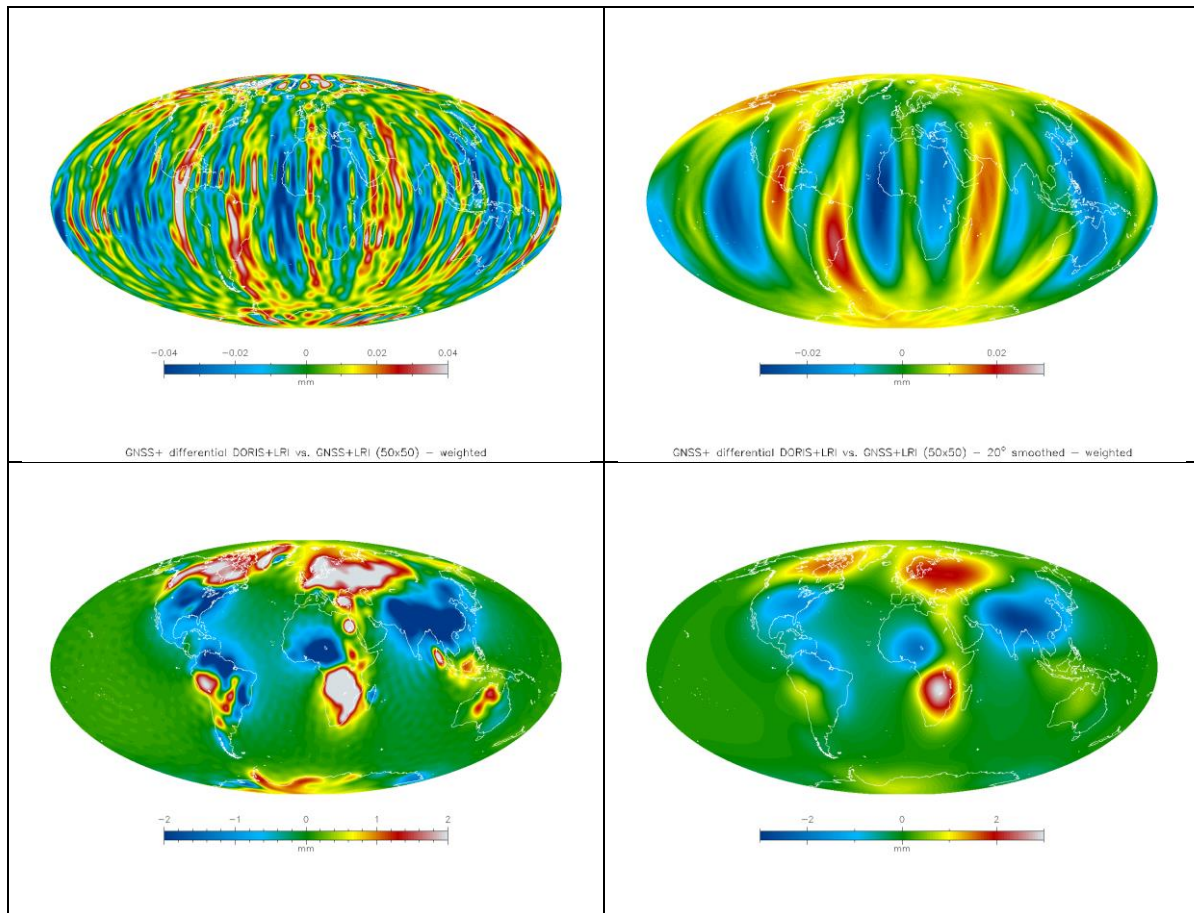 −0.04 −0.02 0 0.02 0.04
mm
−0.02 0 0.02
mm
GNSS+ differential DORIS+LRI vs. GNSS+LRI (50x50) − weighted
GNSS+ differential DORIS+LRI vs. GNSS+LRI (50x50) − 20° smoothed − weighted
−2 −1 0 1 2
mm
−2 0 2
mm